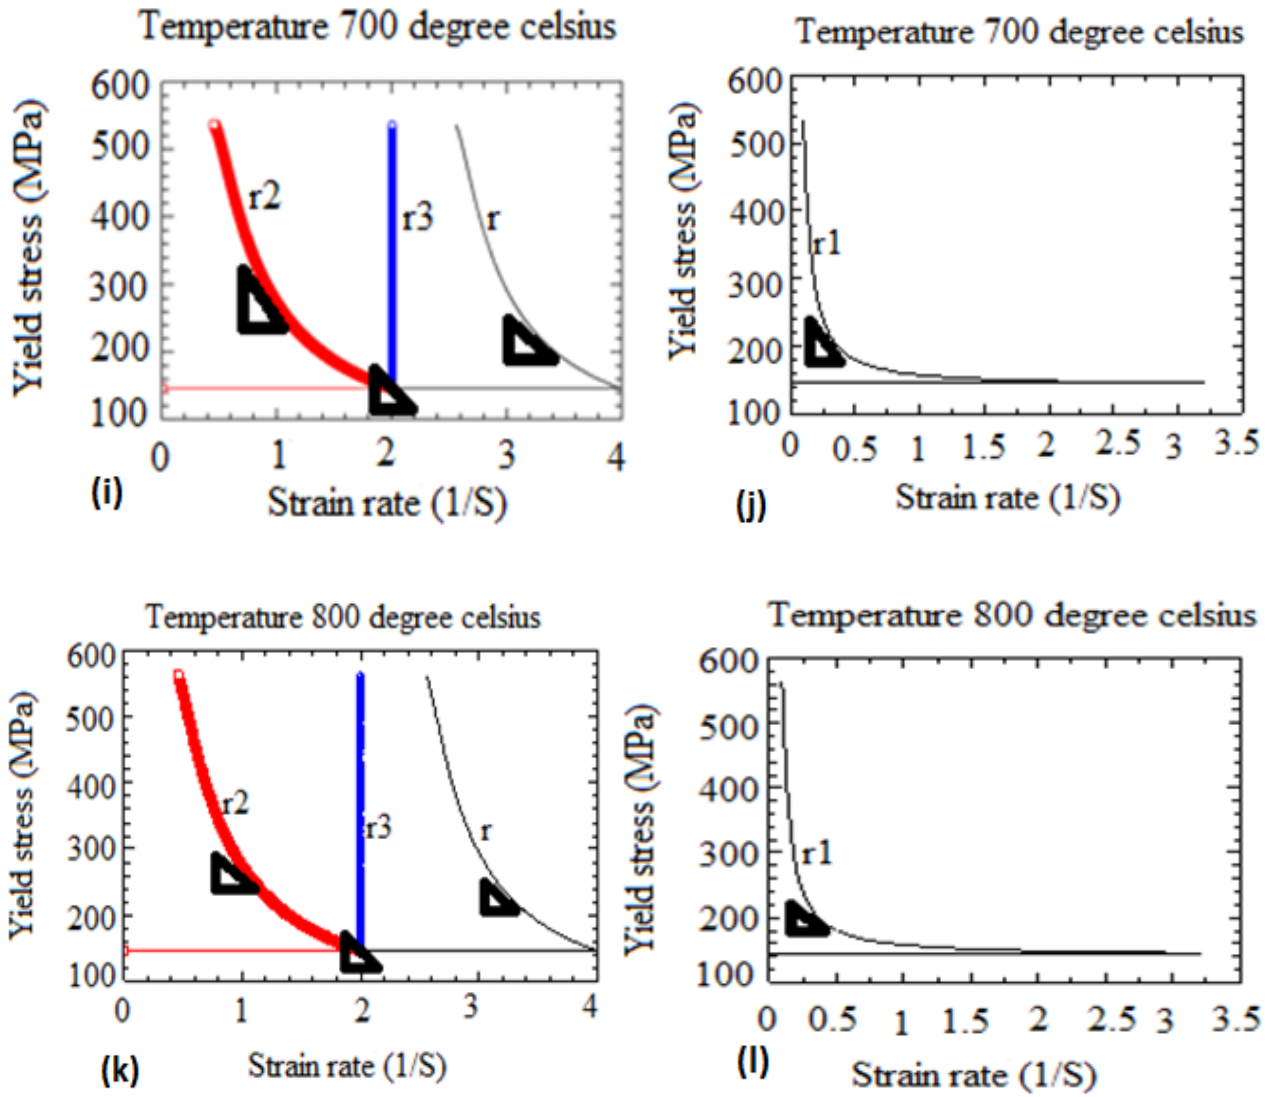 Temperature 700 degree celsius
600
500
400
300
200
100
Yield stress (MPa)
r2
r3
r
0 1 2 3 4
Strain rate (1/S)
(i)
Temperature 700 degree celsius
600
500
400
300
200
100
Yield stress (MPa)
r1
0 0.5 1 1.5 2 2.5 3 3.5
Strain rate (1/S)
(j)
Temperature 800 degree celsius
600
500
400
300
200
100
Yield stress (MPa)
r2
r3
r
0 1 2 3 4
Strain rate (1/S)
(k)
Temperature 800 degree celsius
600
500
400
300
200
100
Yield stress (MPa)
r1
0 0.5 1 1.5 2 2.5 3 3.5
Strain rate (1/S)
(l)